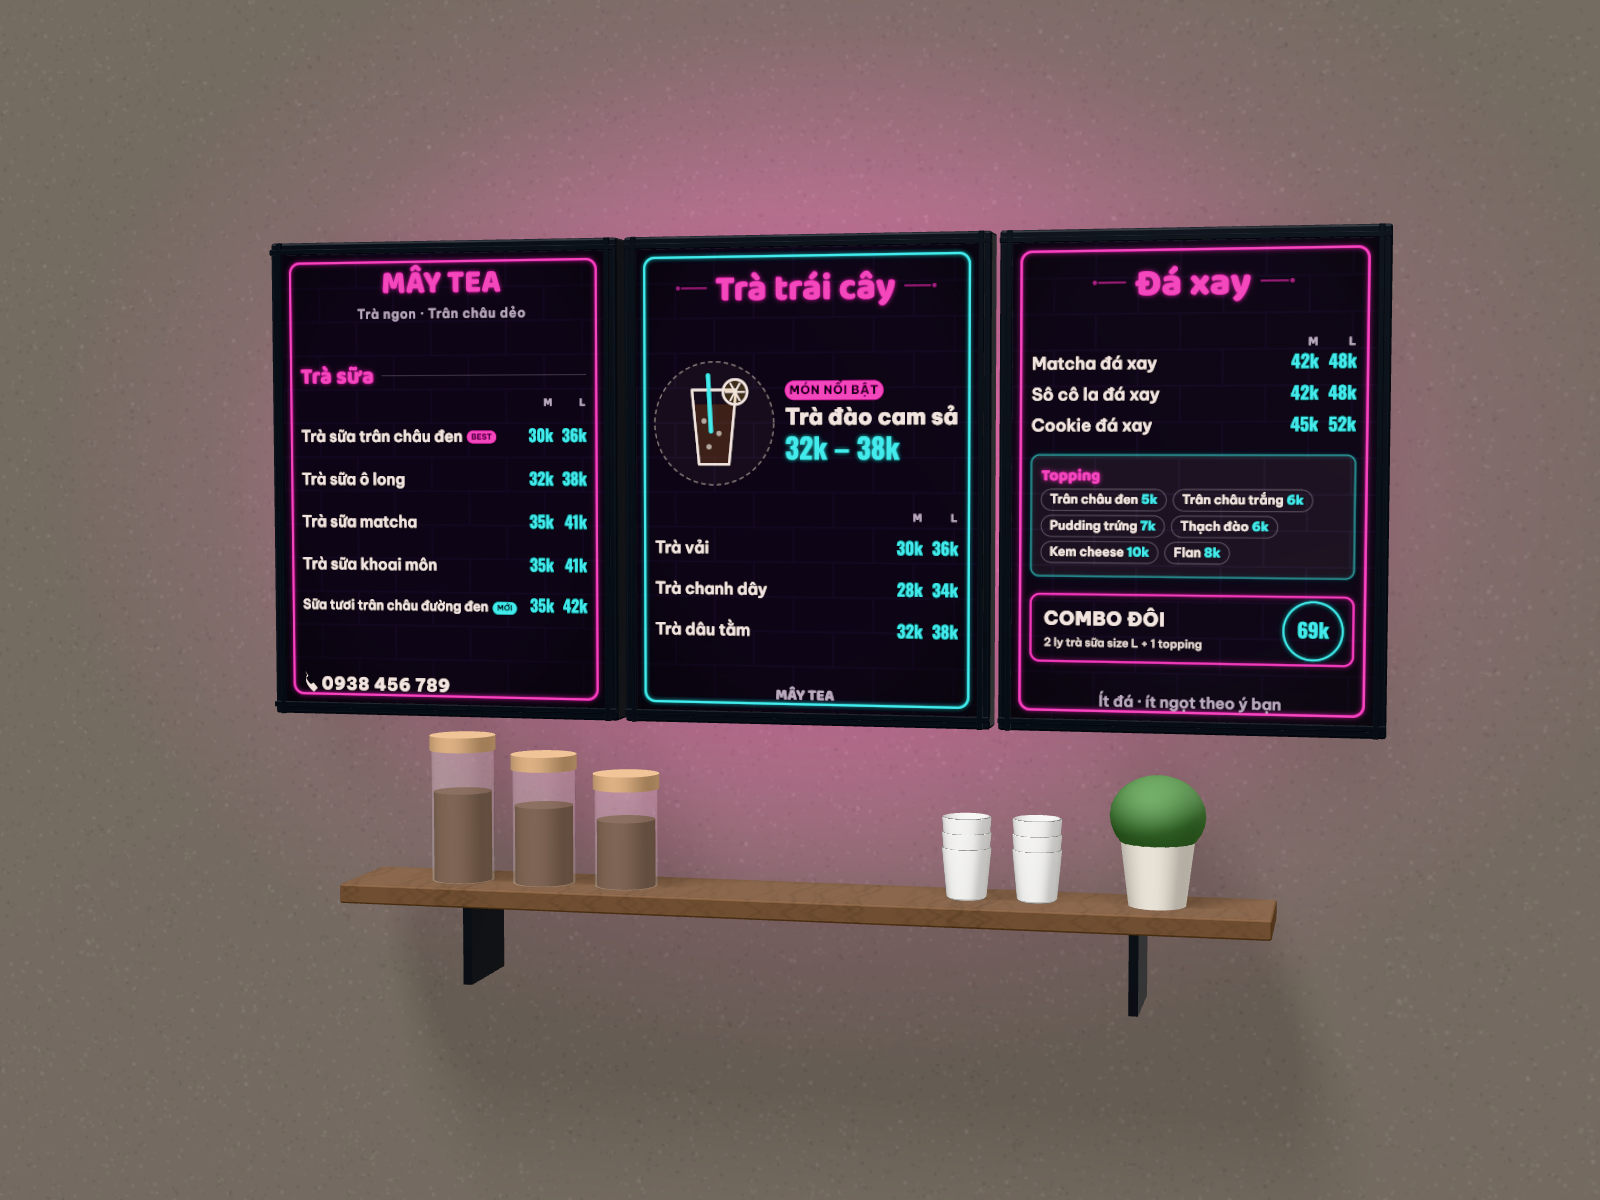 MÂY TEA
Trà ngon · Trân châu dẻo
Trà sữa
M L
Trà sữa trân châu đen BEST 30k 36k
Trà sữa ô long 32k 38k
Trà sữa matcha 35k 41k
Trà sữa khoai môn 35k 41k
Sữa tươi trân châu đường đen MỚI 35k 42k
0938 456 789
Trà trái cây
MÓN NỔI BẬT
Trà đào cam sả
32k – 38k
M L
Trà vải 30k 36k
Trà chanh dây 28k 34k
Trà dâu tằm 32k 38k
MÂY TEA
Đá xay
M L
Matcha đá xay 42k 48k
Sô cô la đá xay 42k 48k
Cookie đá xay 45k 52k
Topping
Trân châu đen 5k Trân châu trắng 6k
Pudding trứng 7k Thạch đào 6k
Kem cheese 10k Flan 8k
COMBO ĐÔI
2 ly trà sữa size L + 1 topping
69k
Ít đá · ít ngọt theo ý bạn